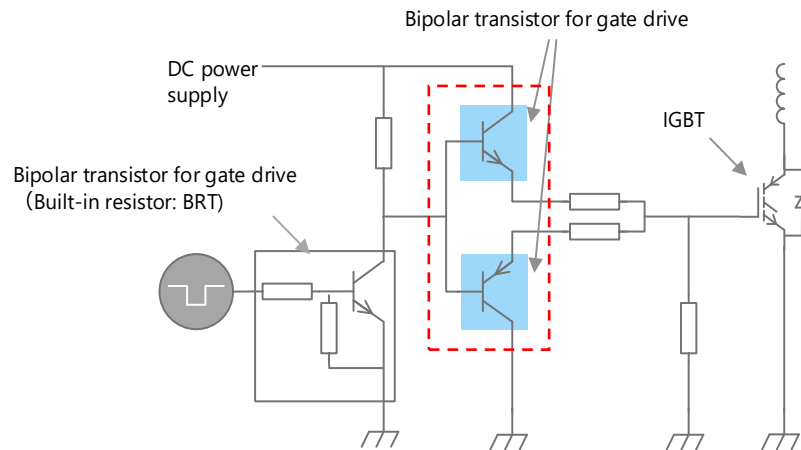 Bipolar transistor for gate drive
DC power
supply
IGBT
Bipolar transistor for gate drive
（Built-in resistor: BRT)
Z